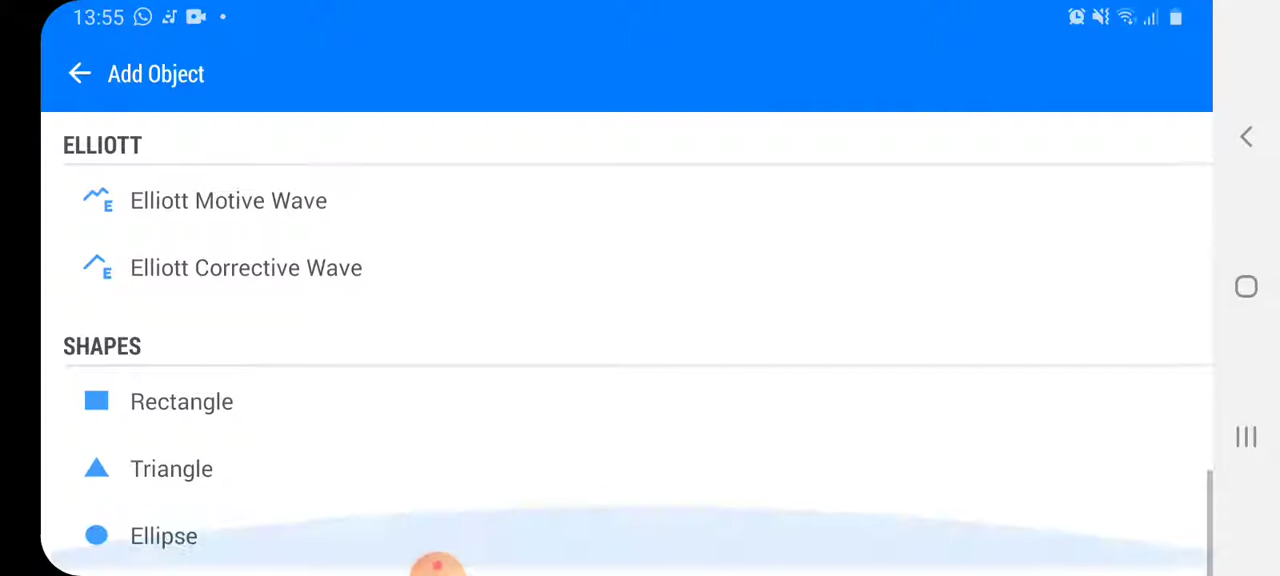 13:55
Add Object
ELLIOTT
E Elliott Motive Wave
E Elliott Corrective Wave
SHAPES
Rectangle
Triangle
Ellipse